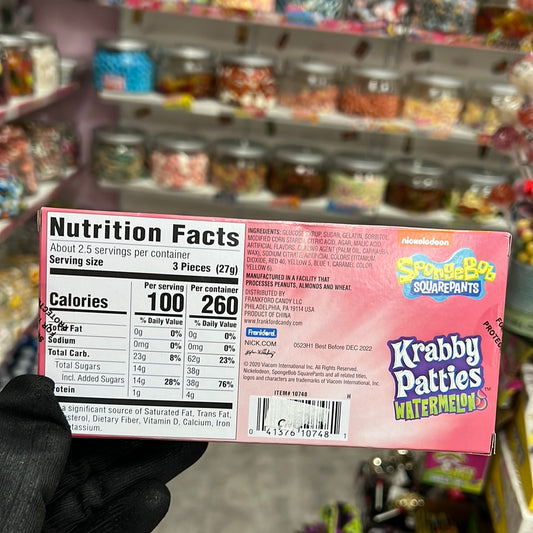 Nutrition Facts
About 2.5 servings per container
Serving size 3 Pieces (27g)
Per serving Per container
Calories 100 260
% Daily Value % Daily Value
Fat 0g 0% 0g 0%
Sodium 0mg 0% 0mg 0%
Total Carb. 23g 8% 62g 23%
Total Sugars 14g 38g
Incl. Added Sugars 14g 28% 38g 76%
Protein 1g 4g
a significant source of Saturated Fat, Trans Fat,
Dietary Fiber, Vitamin D, Calcium, Iron
INGREDIENTS: GLUCOSE SYRUP, SUGAR, GELATIN, SORBITOL,
MODIFIED CORN STARCH, CITRIC ACID, AGAR, MALIC ACID,
ARTIFICIAL FLAVORS, AGENT (PALM OIL, CARNAUBA
WAX), SODIUM CITRATE, COLORS (TITANIUM
DIOXIDE, RED 40, YELLOW 5, BLUE 1, CARAMEL COLOR,
YELLOW 6).
MANUFACTURED IN A FACILITY THAT
PROCESSES PEANUTS, ALMONDS AND WHEAT.
DISTRIBUTED BY
FRANKFORD CANDY LLC
PHILADELPHIA, PA 19114 USA
PRODUCT OF CHINA
www.frankfordcandy.com
Frankford.
NICK.COM
0523H1 Best Before DEC 2022
© 2020 Viacom International Inc. All Rights Reserved.
Nickelodeon, SpongeBob SquarePants and all related titles,
logos and characters are trademarks of Viacom International Inc.
ITEM# 10748 H
0 41376 10748 1
nickelodeon
SpongeBob
SQUAREPANTS
Krabby
Patties
WATERMELON